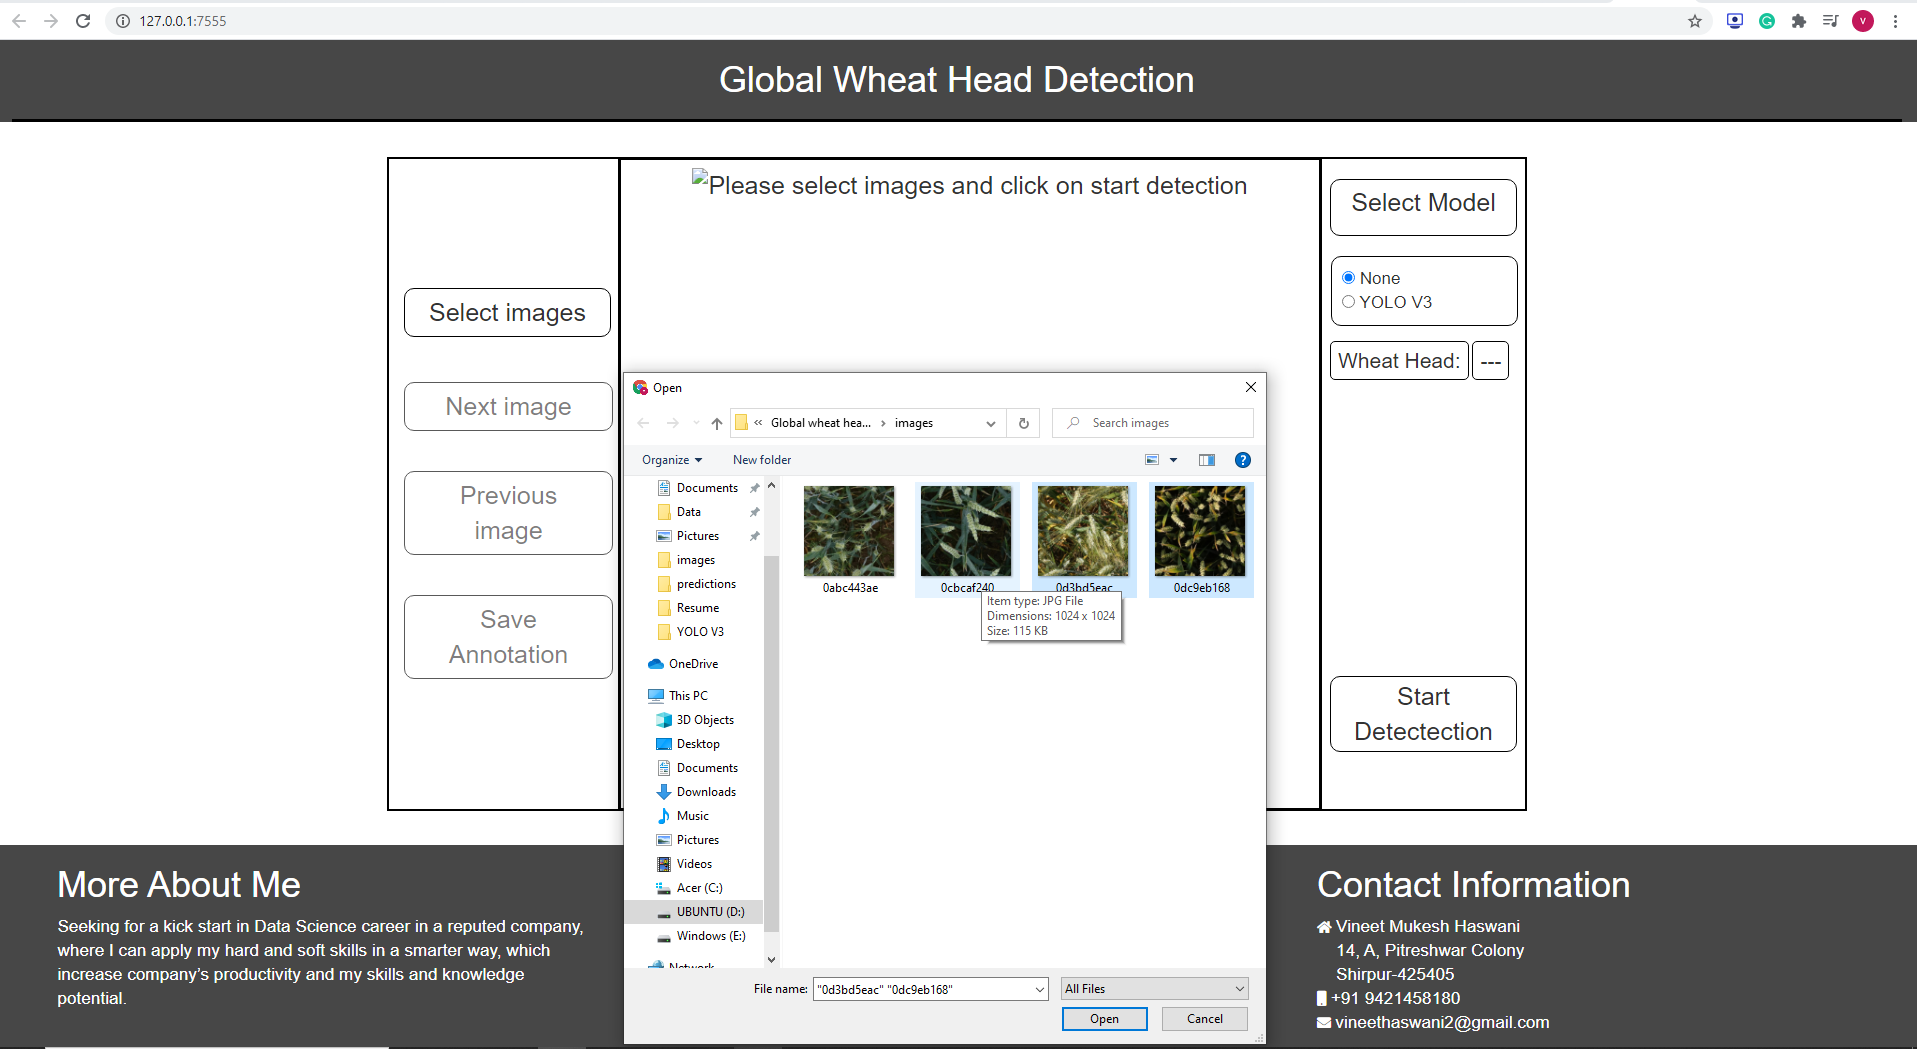 127.0.0.1:7555
V
Global Wheat Head Detection
Please select images and click on start detection
Select images
Next image
Previous
image
Save
Annotation
Select Model
None
YOLO V3
Wheat Head: ---
Start
Detectection
Open
« Global wheat hea... › images
Search images
Organize
New folder
?
Documents
Data
Pictures
images
predictions
Resume
YOLO V3
OneDrive
This PC
3D Objects
Desktop
Documents
Downloads
Music
Pictures
Videos
Acer (C:)
UBUNTU (D:)
Windows (E:)
Network
0abc443ae
0cbcaf240
0d3bd5eac
0dc9eb168
Item type: JPG File
Dimensions: 1024 x 1024
Size: 115 KB
File name: "0d3bd5eac" "0dc9eb168"
All Files
Open
Cancel
More About Me
Seeking for a kick start in Data Science career in a reputed company,
where I can apply my hard and soft skills in a smarter way, which
increase company’s productivity and my skills and knowledge
potential.
Contact Information
Vineet Mukesh Haswani
14, A, Pitreshwar Colony
Shirpur-425405
+91 9421458180
vineethaswani2@gmail.com